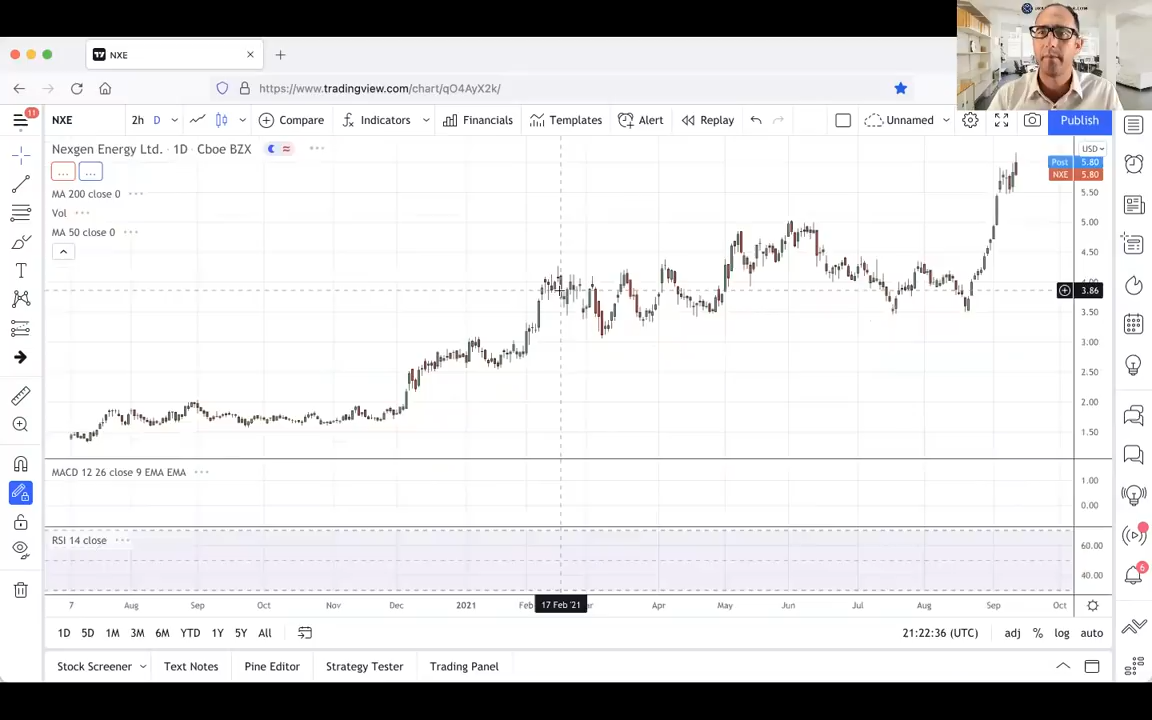 NXE
https://www.tradingview.com/chart/qO4AyX2k/
11
NXE
2h
D
Compare
Indicators
Financials
Templates
Alert
Replay
Unnamed
Publish
Nexgen Energy Ltd. · 1D · Cboe BZX
USD
...
...
Post 5.80
NXE 5.80
MA 200 close 0
Vol
MA 50 close 0
5.50
5.00
4.50
4.00
3.86
3.50
3.00
2.50
2.00
1.50
MACD 12 26 close 9 EMA EMA
1.00
0.00
RSI 14 close
60.00
40.00
6
7
Aug
Sep
Oct
Nov
Dec
2021
Feb
17 Feb '21
ar
Apr
May
Jun
Jul
Aug
Sep
Oct
1D
5D
1M
3M
6M
YTD
1Y
5Y
All
21:22:36 (UTC)
adj
%
log
auto
Stock Screener
Text Notes
Pine Editor
Strategy Tester
Trading Panel